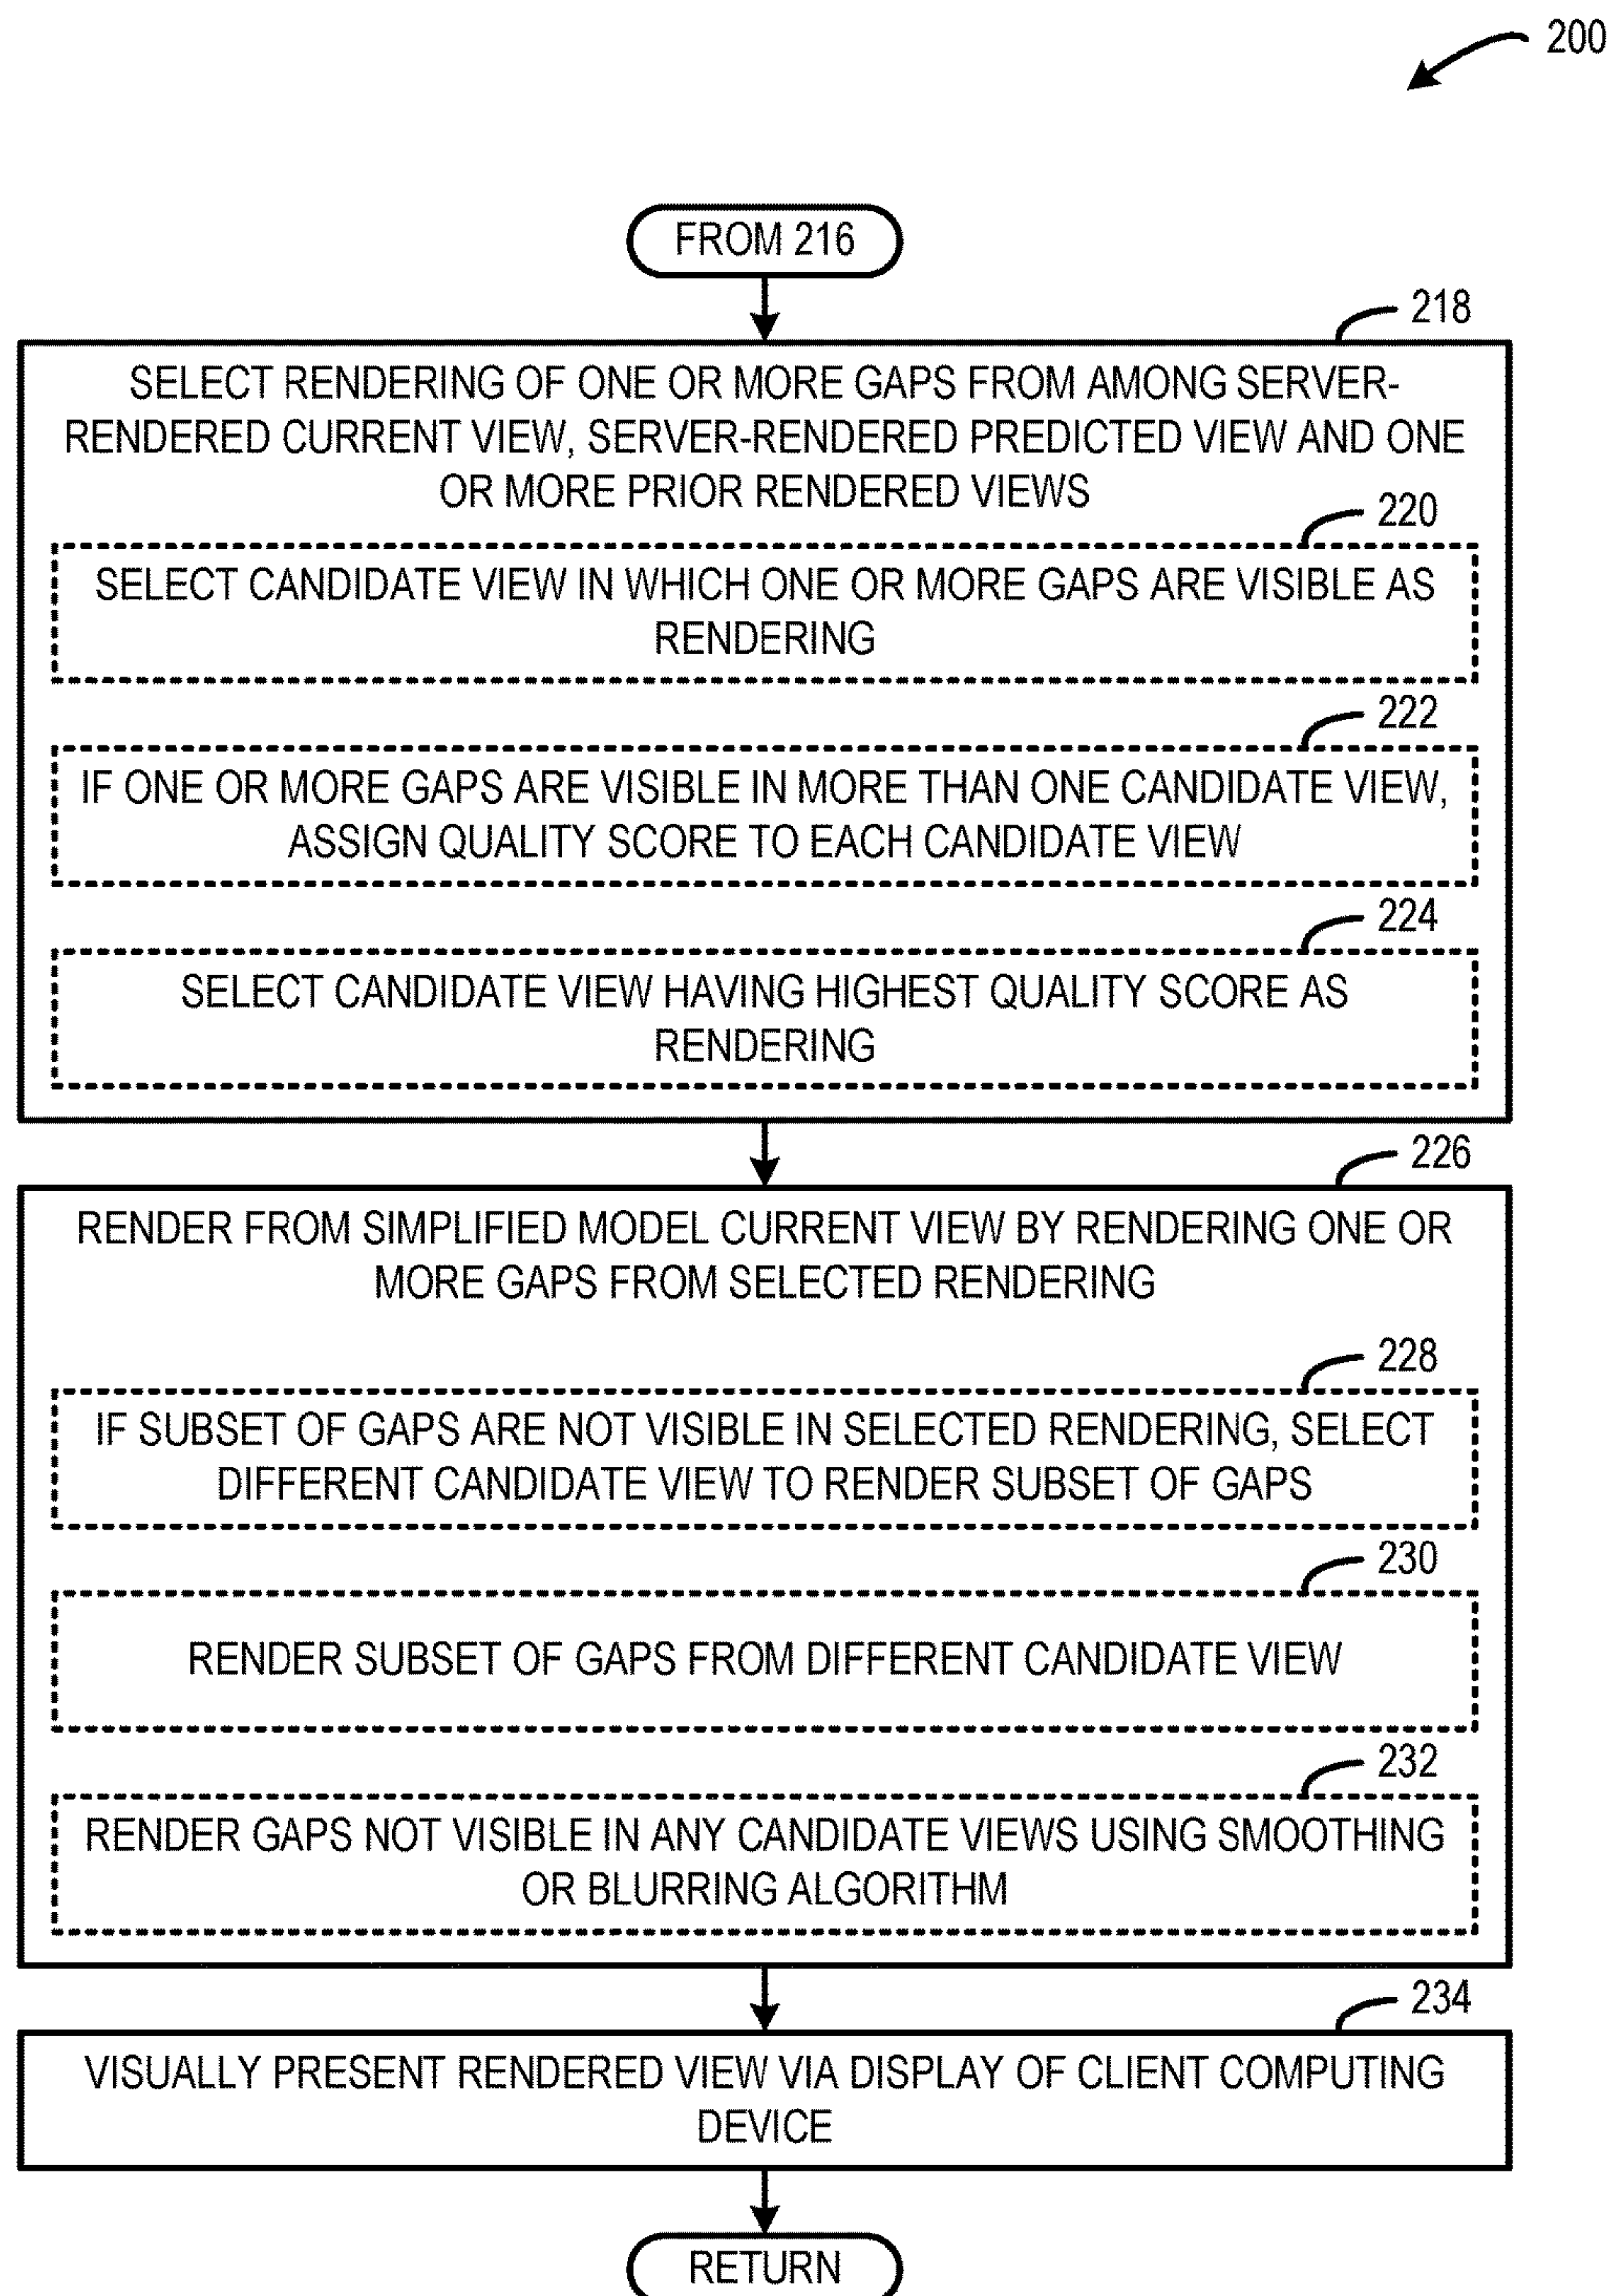 200
FROM 216
218
SELECT RENDERING OF ONE OR MORE GAPS FROM AMONG SERVER-
RENDERED CURRENT VIEW, SERVER-RENDERED PREDICTED VIEW AND ONE
OR MORE PRIOR RENDERED VIEWS
220
SELECT CANDIDATE VIEW IN WHICH ONE OR MORE GAPS ARE VISIBLE AS
RENDERING
222
IF ONE OR MORE GAPS ARE VISIBLE IN MORE THAN ONE CANDIDATE VIEW,
ASSIGN QUALITY SCORE TO EACH CANDIDATE VIEW
224
SELECT CANDIDATE VIEW HAVING HIGHEST QUALITY SCORE AS
RENDERING
226
RENDER FROM SIMPLIFIED MODEL CURRENT VIEW BY RENDERING ONE OR
MORE GAPS FROM SELECTED RENDERING
228
IF SUBSET OF GAPS ARE NOT VISIBLE IN SELECTED RENDERING, SELECT
DIFFERENT CANDIDATE VIEW TO RENDER SUBSET OF GAPS
230
RENDER SUBSET OF GAPS FROM DIFFERENT CANDIDATE VIEW
232
RENDER GAPS NOT VISIBLE IN ANY CANDIDATE VIEWS USING SMOOTHING
OR BLURRING ALGORITHM
234
VISUALLY PRESENT RENDERED VIEW VIA DISPLAY OF CLIENT COMPUTING
DEVICE
RETURN